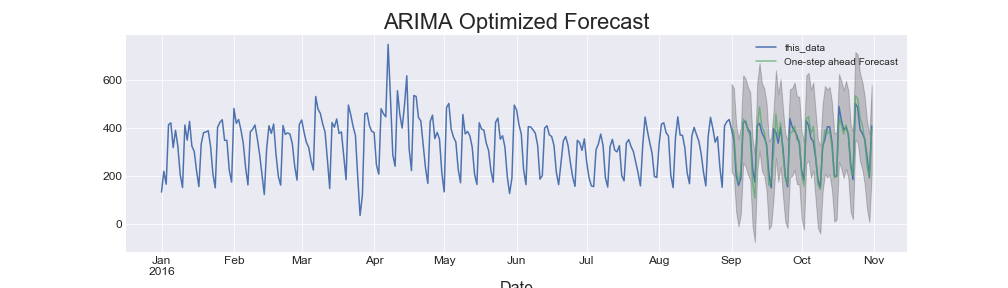 ARIMA Optimized Forecast
this_data
One-step ahead Forecast
600
400
200
0
Jan Feb Mar Apr May Jun Jul Aug Sep Oct Nov
2016
Date